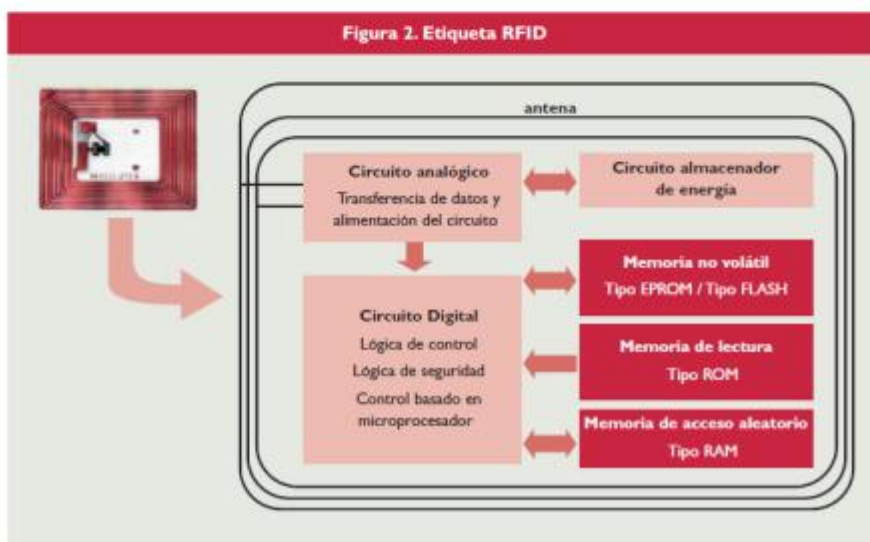 Figura 2. Etiqueta RFID
antena
Circuito analógico
Transferencia de datos y
alimentación del circuito
Circuito almacenador
de energía
Circuito Digital
Lógica de control
Lógica de seguridad
Control basado en
microprocesador
Memoria no volátil
Tipo EPROM / Tipo FLASH
Memoria de lectura
Tipo ROM
Memoria de acceso aleatorio
Tipo RAM